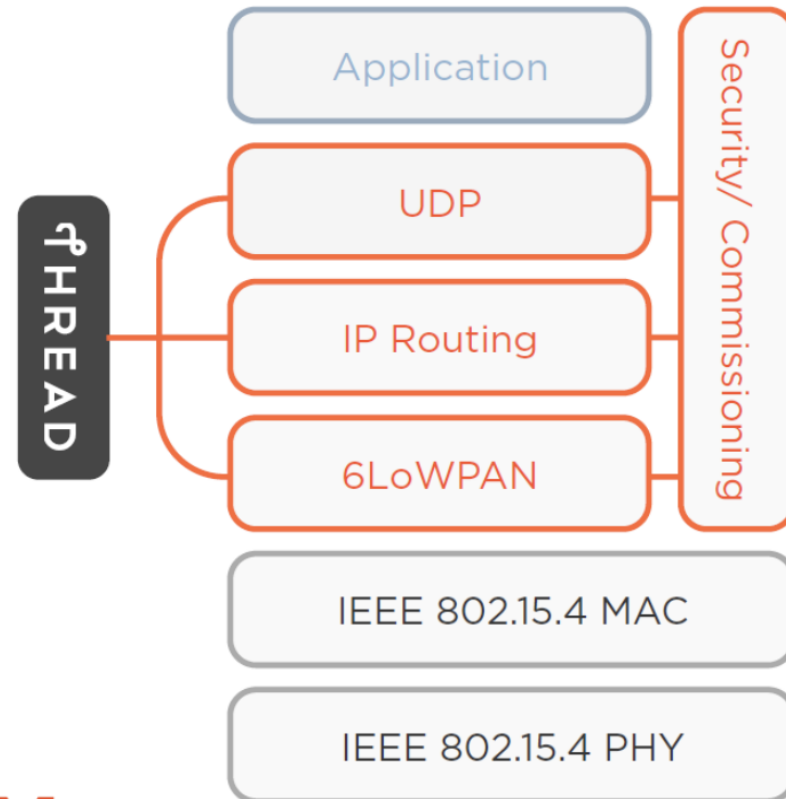 Application
UDP
IP Routing
6LoWPAN
Security/ Commissioning
THREAD
IEEE 802.15.4 MAC
IEEE 802.15.4 PHY